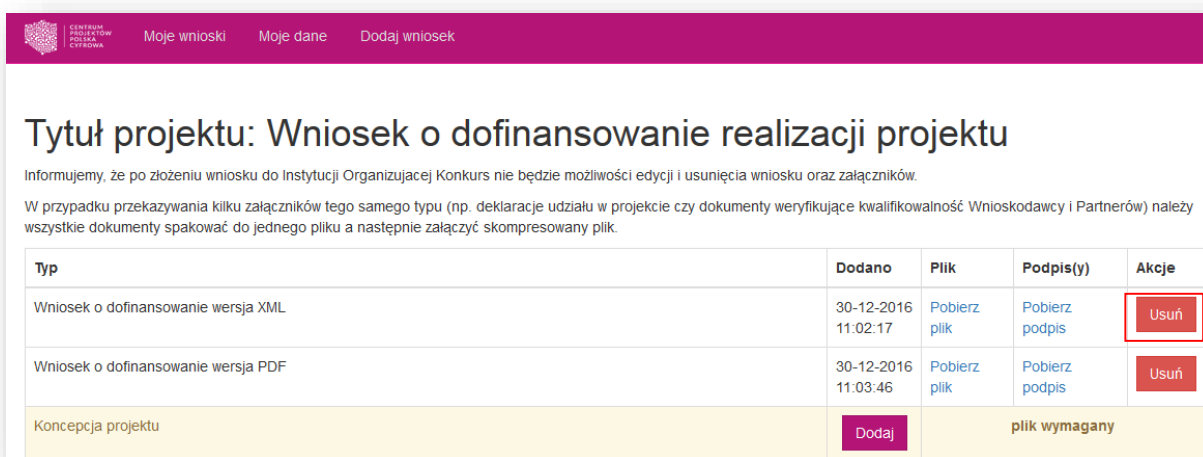 CENTRUM
PROJEKTÓW
POLSKA
CYFROWA
Moje wnioski Moje dane Dodaj wniosek
Tytuł projektu: Wniosek o dofinansowanie realizacji projektu
Informujemy, że po złożeniu wniosku do Instytucji Organizujacej Konkurs nie będzie możliwości edycji i usunięcia wniosku oraz załączników.
W przypadku przekazywania kilku załączników tego samego typu (np. deklaracje udziału w projekcie czy dokumenty weryfikujące kwalifikowalność Wnioskodawcy i Partnerów) należy
wszystkie dokumenty spakować do jednego pliku a następnie załączyć skompresowany plik.
Typ Dodano Plik Podpis(y) Akcje
Wniosek o dofinansowanie wersja XML 30-12-2016 Pobierz Pobierz Usuń
11:02:17 plik podpis
Wniosek o dofinansowanie wersja PDF 30-12-2016 Pobierz Pobierz Usuń
11:03:46 plik podpis
Koncepcja projektu Dodaj plik wymagany